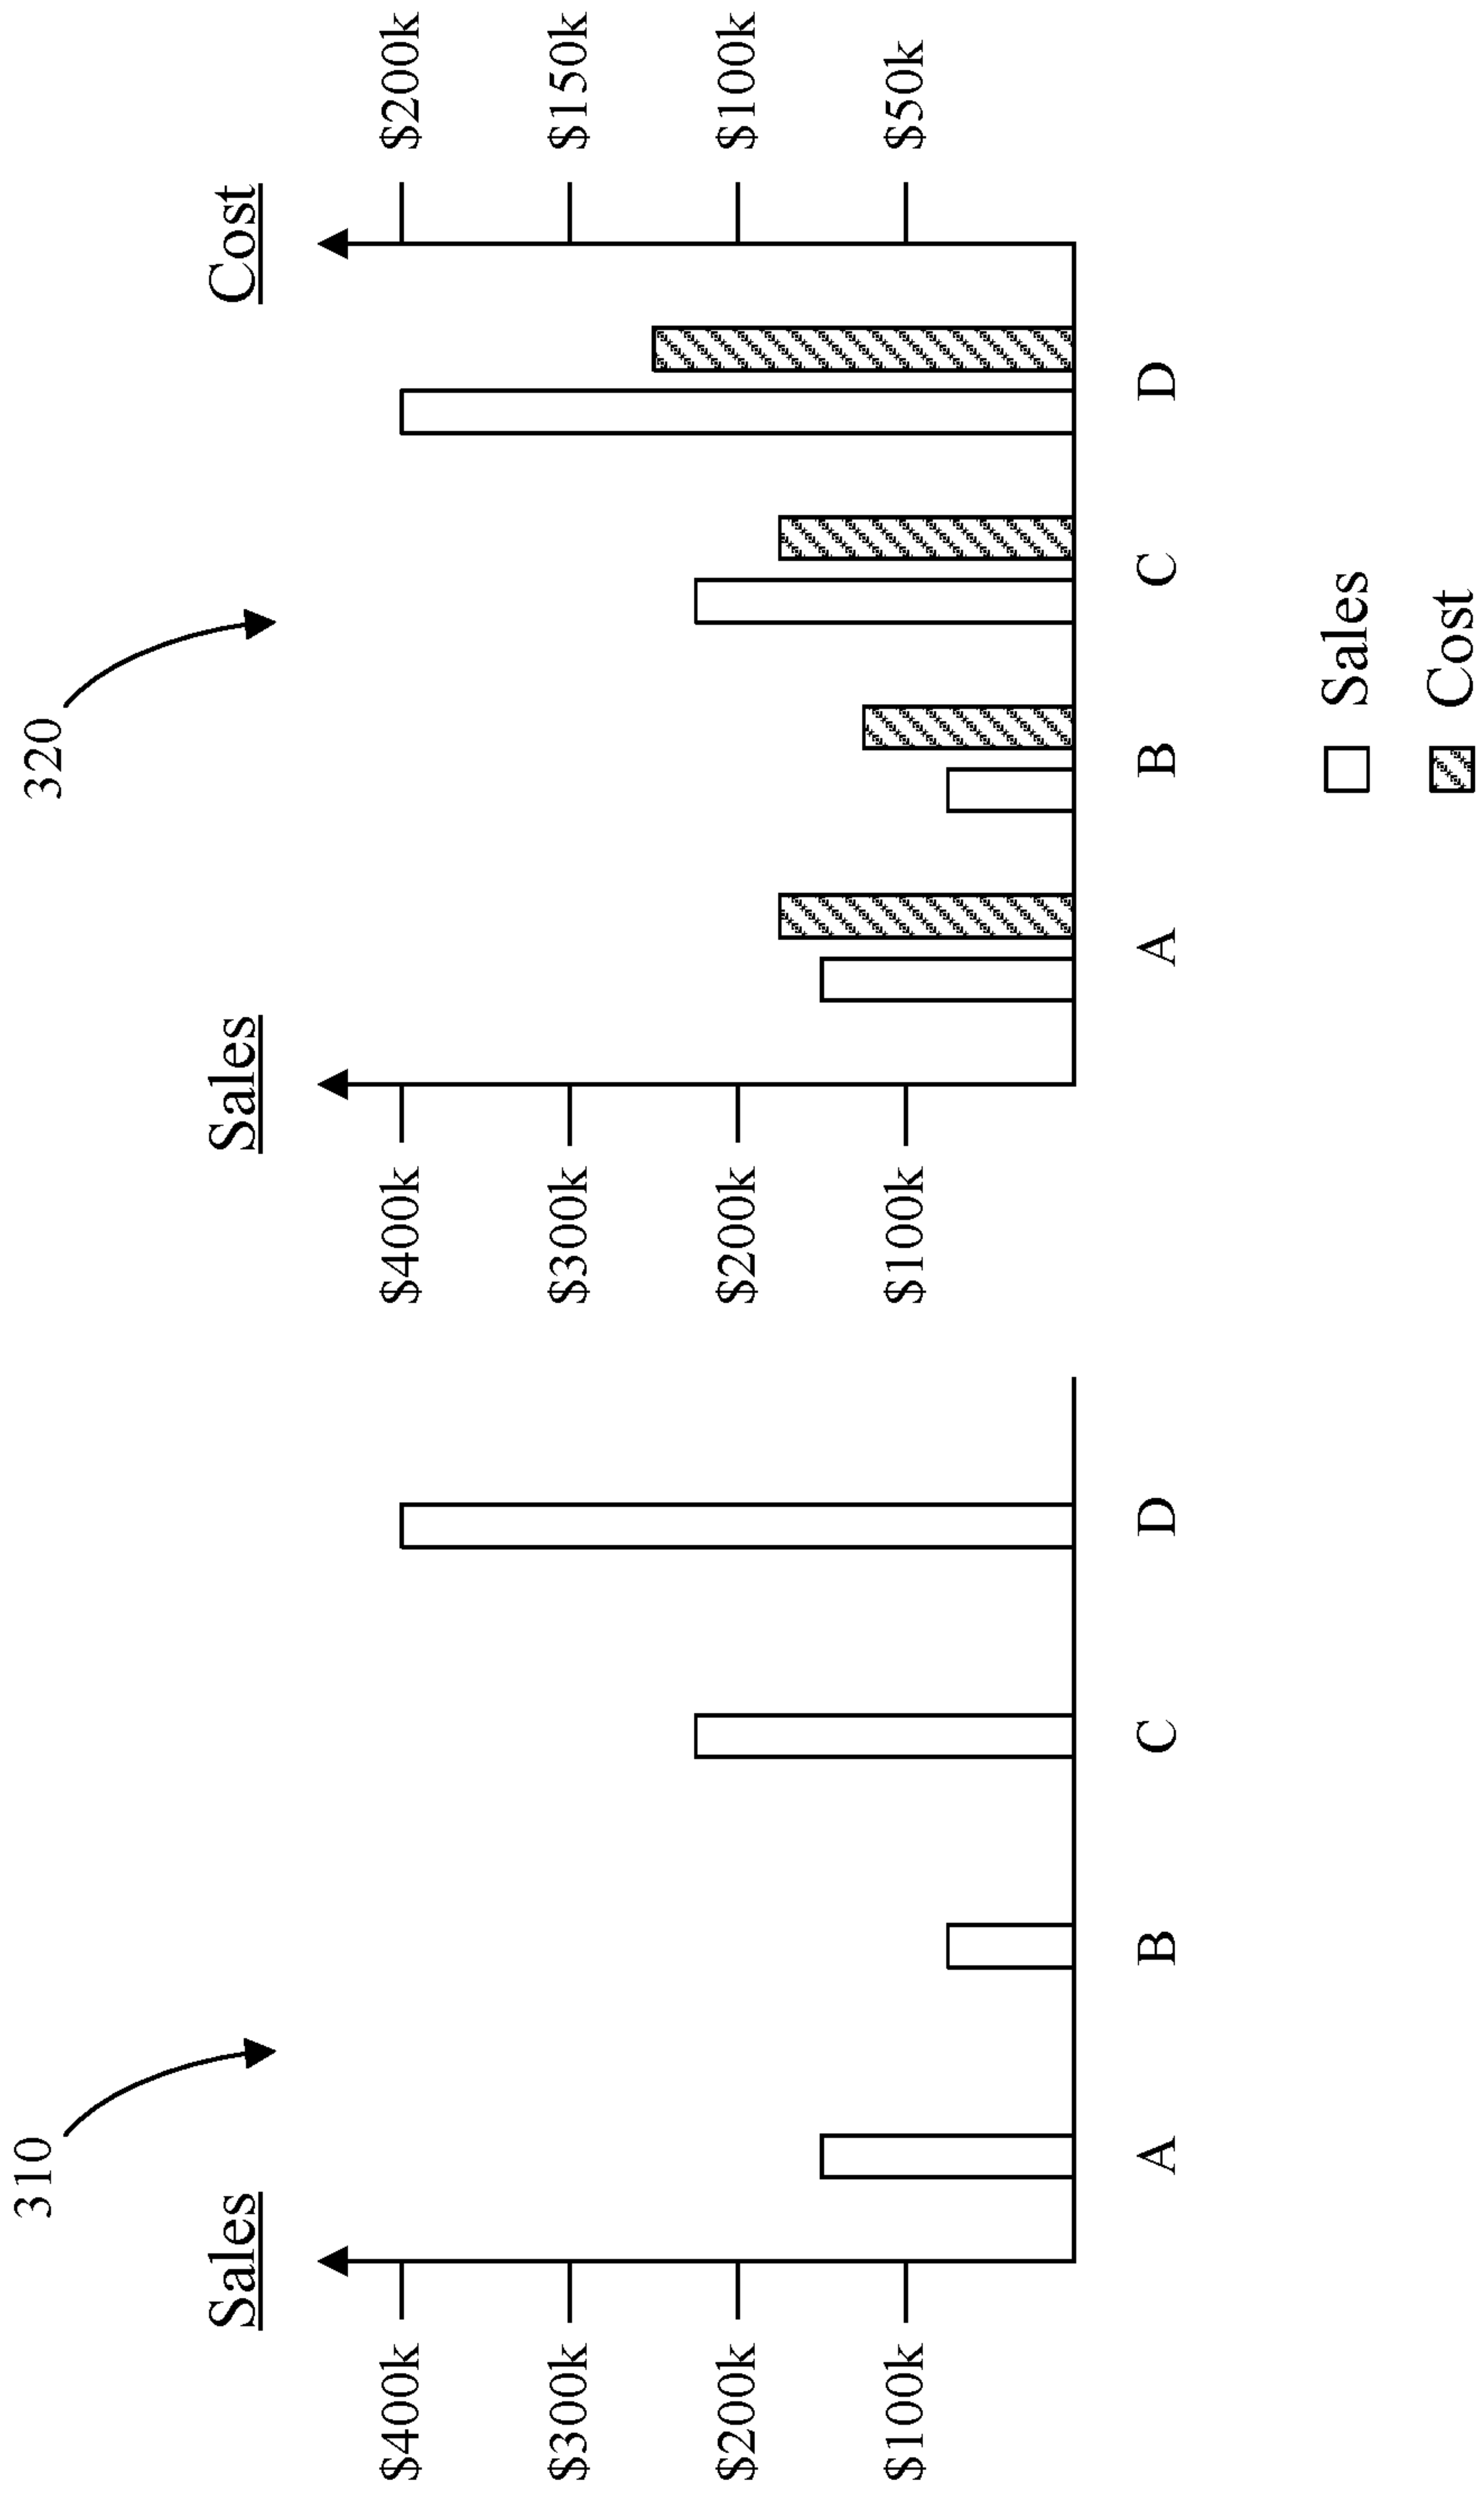 310
Sales
$400k
$300k
$200k
$100k
A B C D
320
Sales
Cost
$400k
$300k
$200k
$100k
$200k
$150k
$100k
$50k
A B C D
Sales
Cost